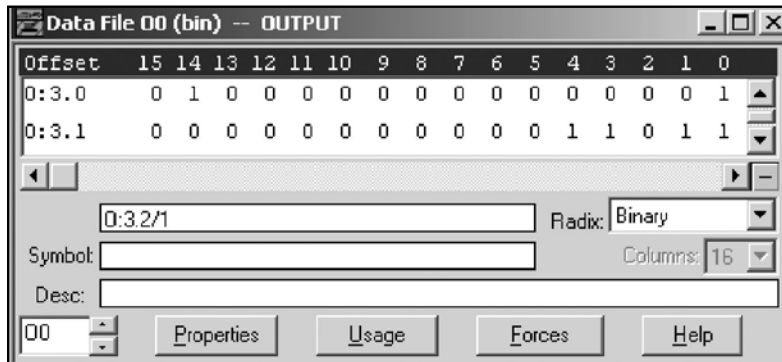 Data File O0 (bin) -- OUTPUT
Offset 15 14 13 12 11 10 9 8 7 6 5 4 3 2 1 0
O:3.0 0 1 0 0 0 0 0 0 0 0 0 0 0 0 0 1
O:3.1 0 0 0 0 0 0 0 0 0 0 0 1 1 0 1 1
O:3.2/1 Radix: Binary
Symbol: Columns: 16
Desc:
O0 Properties Usage Forces Help